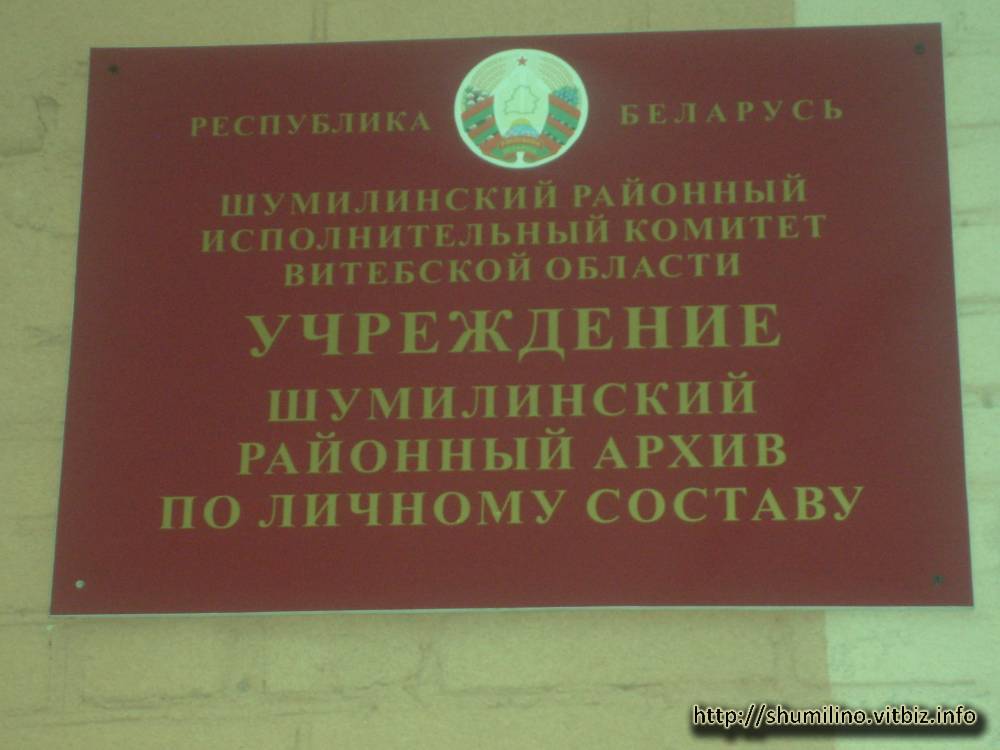 РЕСПУБЛИКА БЕЛАРУСЬ
ШУМИЛИНСКИЙ РАЙОННЫЙ
ИСПОЛНИТЕЛЬНЫЙ КОМИТЕТ
ВИТЕБСКОЙ ОБЛАСТИ
УЧРЕЖДЕНИЕ
ШУМИЛИНСКИЙ
РАЙОННЫЙ АРХИВ
ПО ЛИЧНОМУ СОСТАВУ
http://shumilino.vitbiz.info